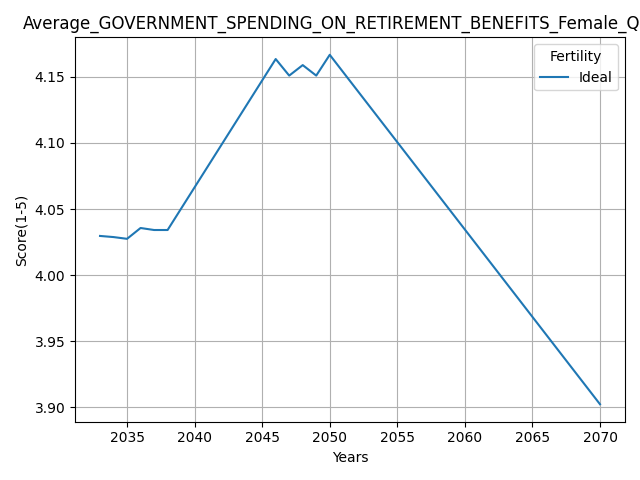 Average_GOVERNMENT_SPENDING_ON_RETIREMENT_BENEFITS_Female_Q
Fertility
Ideal
Score(1-5)
4.15
4.10
4.05
4.00
3.95
3.90
2035 2040 2045 2050 2055 2060 2065 2070
Years